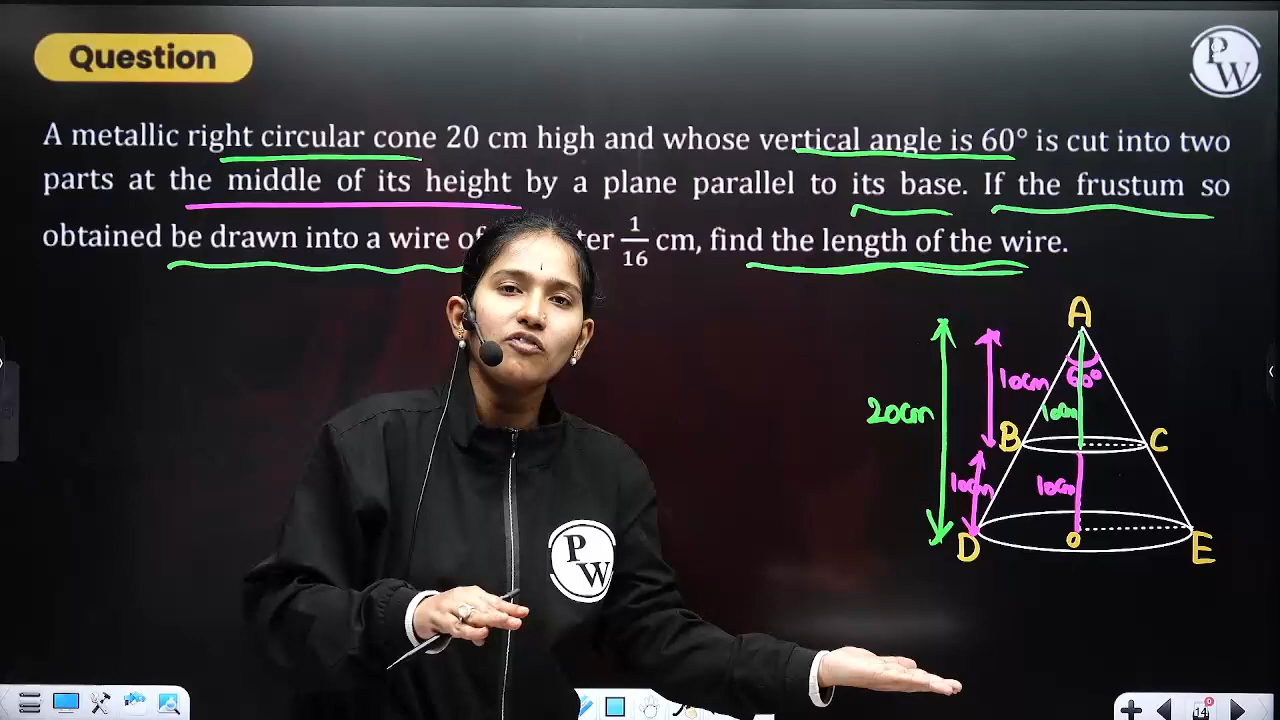 Question
PW
A metallic right circular cone 20 cm high and whose vertical angle is 60° is cut into two
parts at the middle of its height by a plane parallel to its base. If the frustum so
obtained be drawn into a wire of ter 1/16 cm, find the length of the wire.
A
60°
10cm
10cm
20cm
B
C
10cm
10cm
D
O
E
PW
14